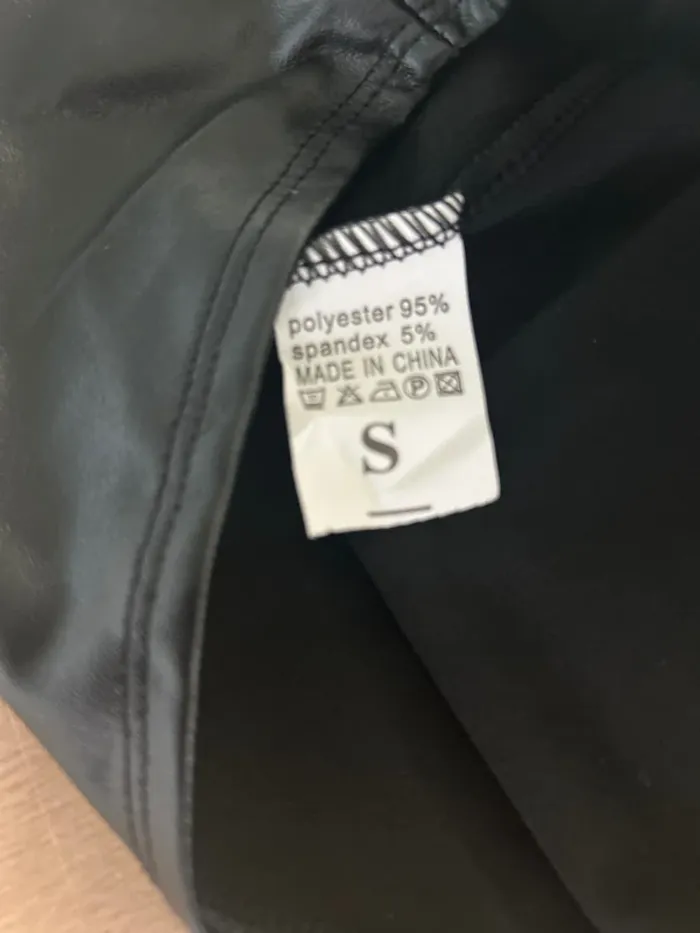 polyester 95%
spandex 5%
MADE IN CHINA
P
S